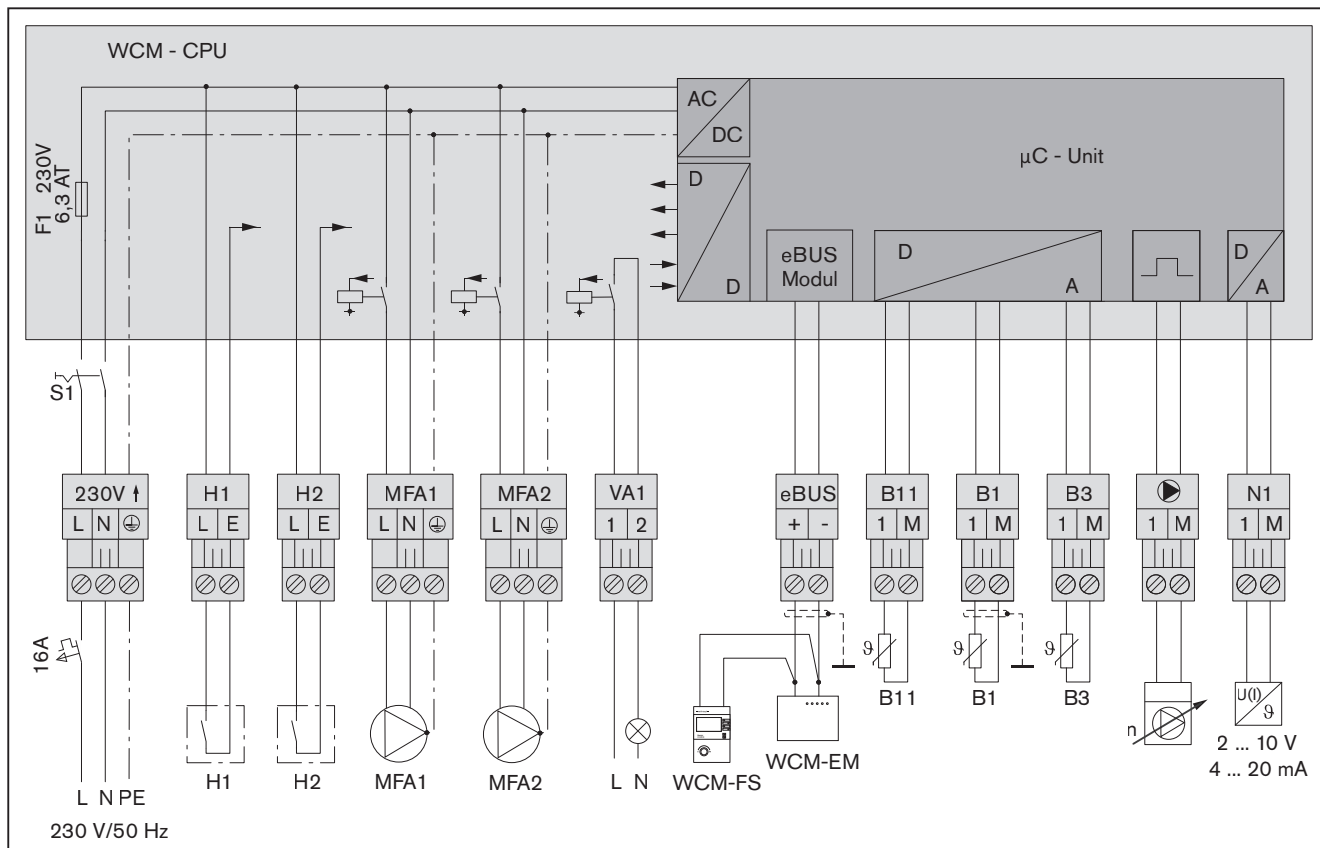 WCM - CPU
AC
DC
µC - Unit
F1 230V
6,3 AT
D
D
eBUS
Modul
D
A
D
A
S1
230V
H1
H2
MFA1
MFA2
VA1
eBUS
B11
B1
B3
N1
L N
L E
L E
L N
L N
1 2
+ -
1 M
1 M
1 M
1 M
1 M
16A
ϑ
ϑ
ϑ
B11
B1
B3
n
U(I)
ϑ
2 ... 10 V
4 ... 20 mA
H1
H2
MFA1
MFA2
L N
WCM-FS
WCM-EM
L N PE
230 V/50 Hz